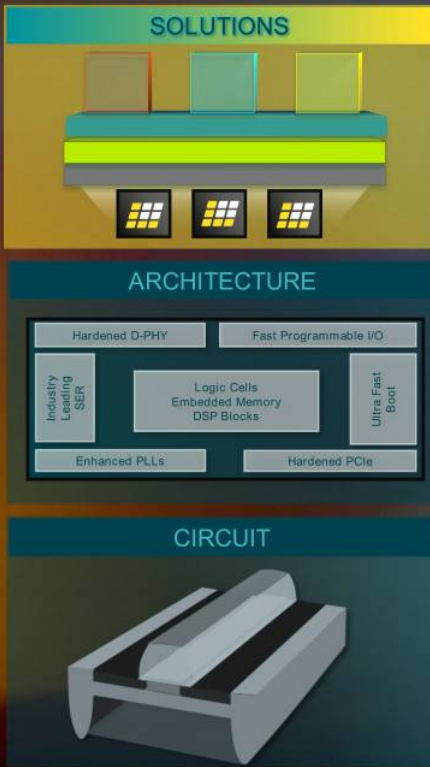 SOLUTIONS
ARCHITECTURE
Hardened D-PHY
Fast Programmable I/O
Industry
Leading
SER
Logic Cells
Embedded Memory
DSP Blocks
Ultra Fast
Boot
Enhanced PLLs
Hardened PCIe
CIRCUIT